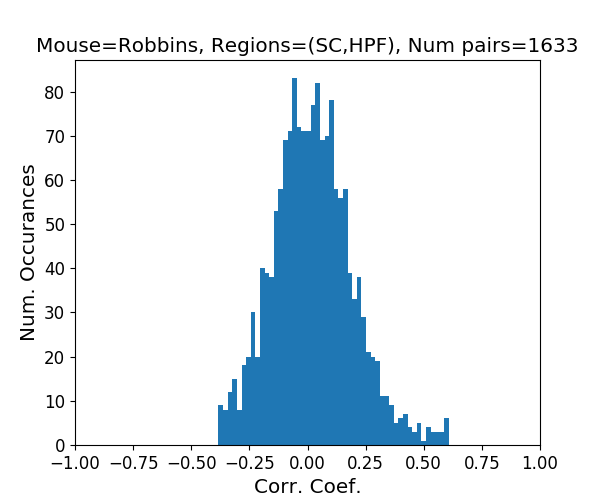 Mouse=Robbins, Regions=(SC,HPF), Num pairs=1633
80
70
60
50
40
30
20
10
0
Num. Occurances
−1.00 −0.75 −0.50 −0.25 0.00 0.25 0.50 0.75 1.00
Corr. Coef.